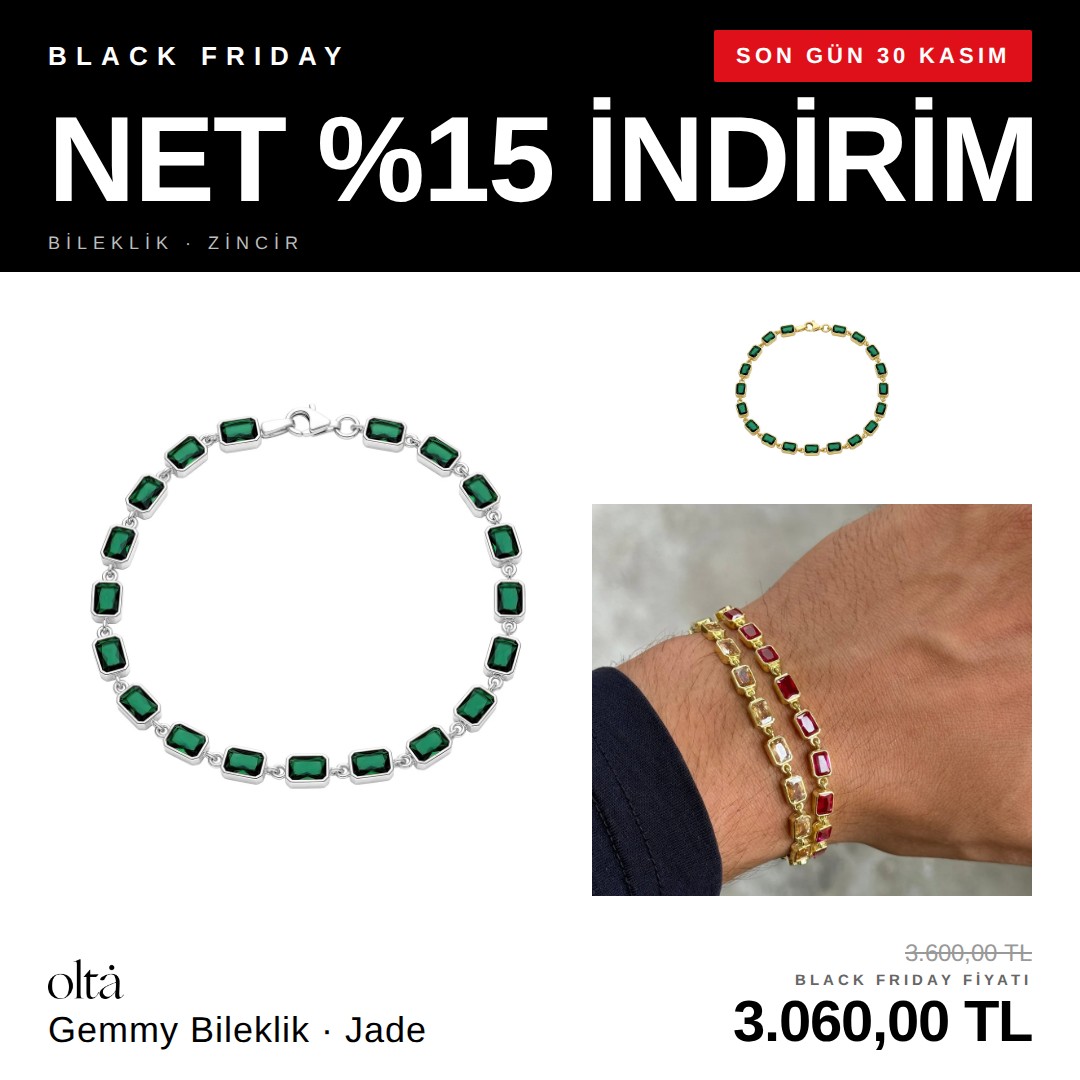 BLACK FRIDAY
SON GÜN 30 KASIM
NET %15 İNDİRİM
BİLEKLİK · ZİNCİR
3.600,00 TL
BLACK FRIDAY FİYATI
3.060,00 TL
olta
Gemmy Bileklik · Jade